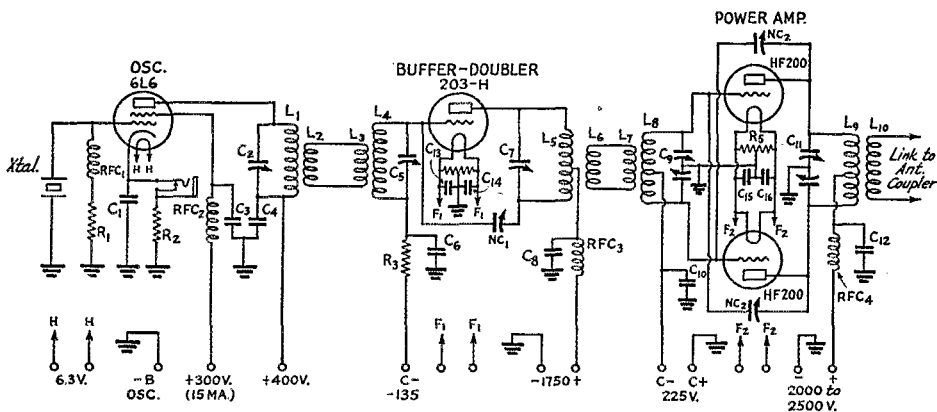 POWER AMP.
NC2
HF200
OSC.
6L6
BUFFER-DOUBLER
203-H
L1
L2
L3
L4
L5
L6
L7
L8
L9
L10
Xtal.
RFC1
H H
C1
R1
R2
RFC2
C2
C3
C4
C5
C13
C14
F1
F1
C7
NC1
R3
C6
C8
RFC3
C9
R5
C15
C16
F2
F2
C11
C10
NC2
HF200
RFC4
C12
Link to
Ant.
Coupler
H
H
6.3V.
-B
OSC.
+300V.
(15 MA.)
+400V.
C-
-135
F1
F1
-1750+
C-
C+
225V.
F2
F2
-
+
2000 to
2500V.